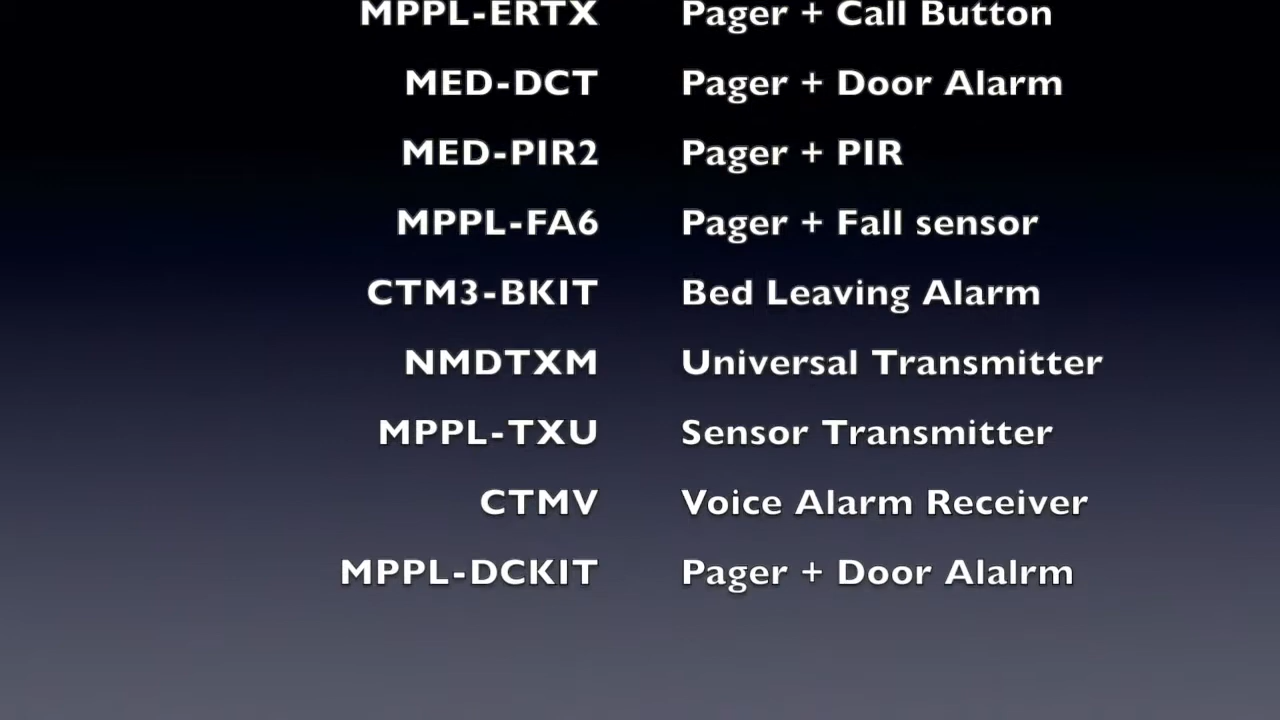 MPPL-ERTX Pager + Call Button
MED-DCT Pager + Door Alarm
MED-PIR2 Pager + PIR
MPPL-FA6 Pager + Fall sensor
CTM3-BKIT Bed Leaving Alarm
NMDTXM Universal Transmitter
MPPL-TXU Sensor Transmitter
CTMV Voice Alarm Receiver
MPPL-DCKIT Pager + Door Alalrm